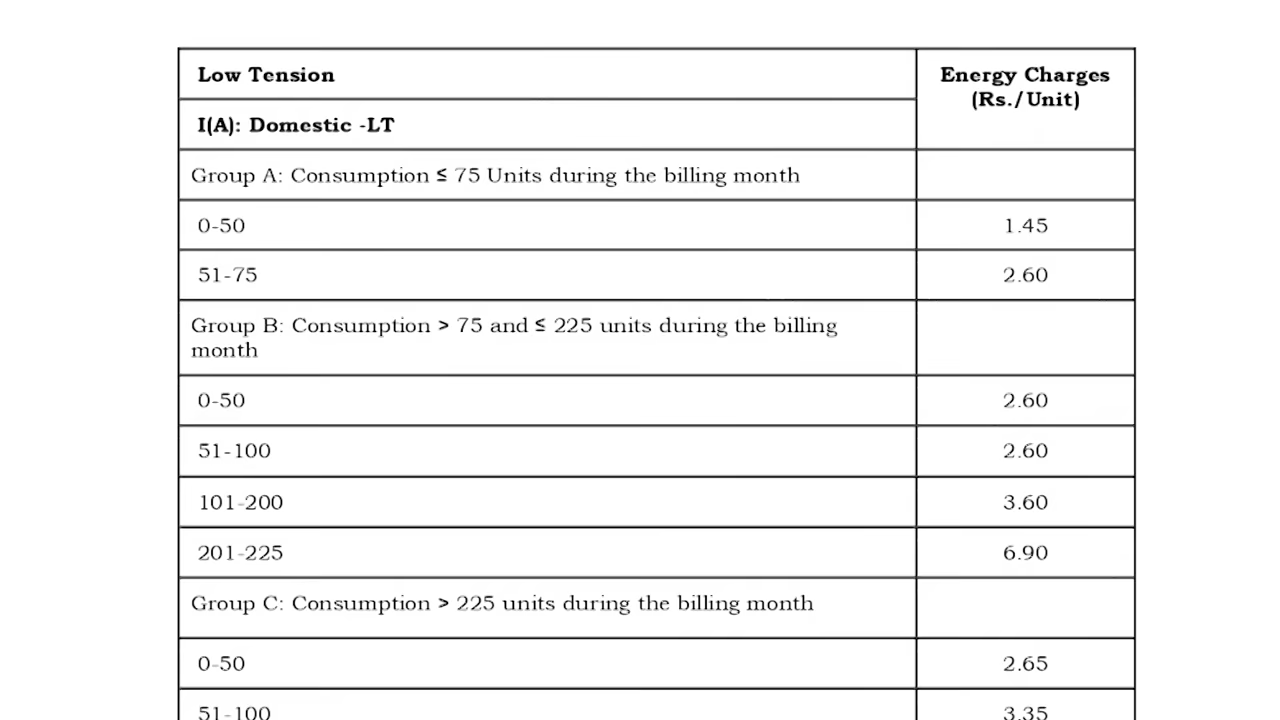 Low Tension
Energy Charges
(Rs./Unit)
I(A): Domestic -LT
Group A: Consumption ≤ 75 Units during the billing month
0-50 1.45
51-75 2.60
Group B: Consumption > 75 and ≤ 225 units during the billing
month
0-50 2.60
51-100 2.60
101-200 3.60
201-225 6.90
Group C: Consumption > 225 units during the billing month
0-50 2.65
51-100 3.35